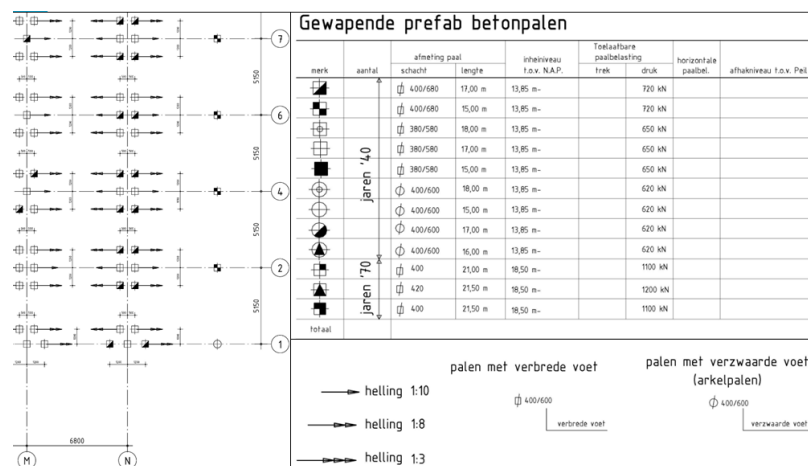 Gewapende prefab betonpalen
merk aantal afmeting paal inheiniveau t.o.v. N.A.P. Toelaatbare paalbelasting horizontale paalbel. afhakniveau t.o.v. Peil
schacht lengte trek druk
jaren '40
400/680 17,00 m 13,85 m- 720 kN
400/680 15,00 m 13,85 m- 720 kN
380/580 18,00 m 13,85 m- 650 kN
380/580 17,00 m 13,85 m- 650 kN
380/580 15,00 m 13,85 m- 650 kN
400/600 18,00 m 13,85 m- 620 kN
400/600 15,00 m 13,85 m- 620 kN
400/600 17,00 m 13,85 m- 620 kN
400/600 16,00 m 13,85 m- 620 kN
jaren '70
400 21,00 m 18,50 m- 1100 kN
420 21,50 m 18,50 m- 1200 kN
400 21,50 m 18,50 m- 1100 kN
totaal
helling 1:10
helling 1:8
helling 1:3
palen met verbrede voet
400/600
verbrede voet
palen met verzwaarde voet
(arkelpalen)
400/600
verzwaarde voet
7
5150
6
5150
4
5150
2
5150
1
6800
M N